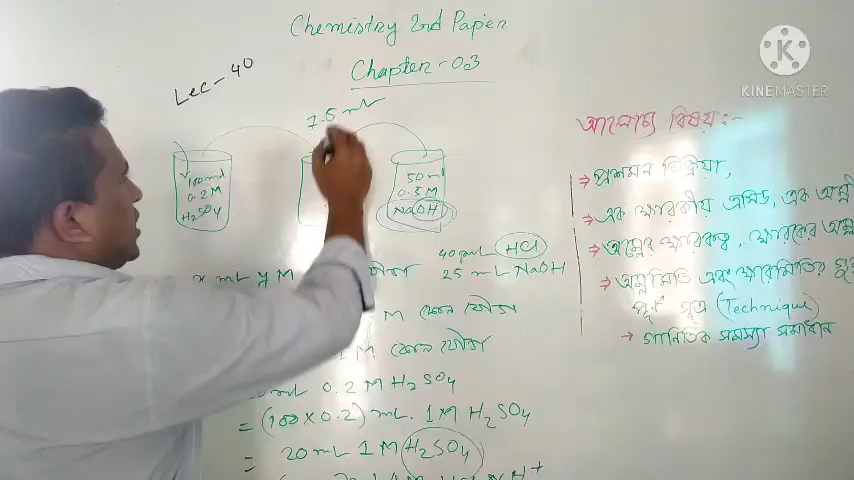 Chemistry 2nd Paper
Chapter-03
Lec-40
KINEMASTER
7.5 mL
100 ml
0.2 M
H2SO4
50 ml
0.3 M
NaOH
40 ml HCl
25 mL NaOH
x mL y M
M দ্রবণ
1 M
0.2 M H2SO4
= (100 X 0.2) mL. 1M H2SO4
= 20 mL 1 M H2SO4
আলোচ্য বিষয়:-
⇒ প্রশমন বিক্রিয়া,
⇒ এক ক্ষারকীয় এসিড, এক অম্লী
⇒ অম্লের ক্ষারকত্ব, ক্ষারকের অম্ল
⇒ অম্লমিতি এবং ক্ষারমিতির
সূত্র (Technique)
→ গাণিতিক সমস্যা সমাধান